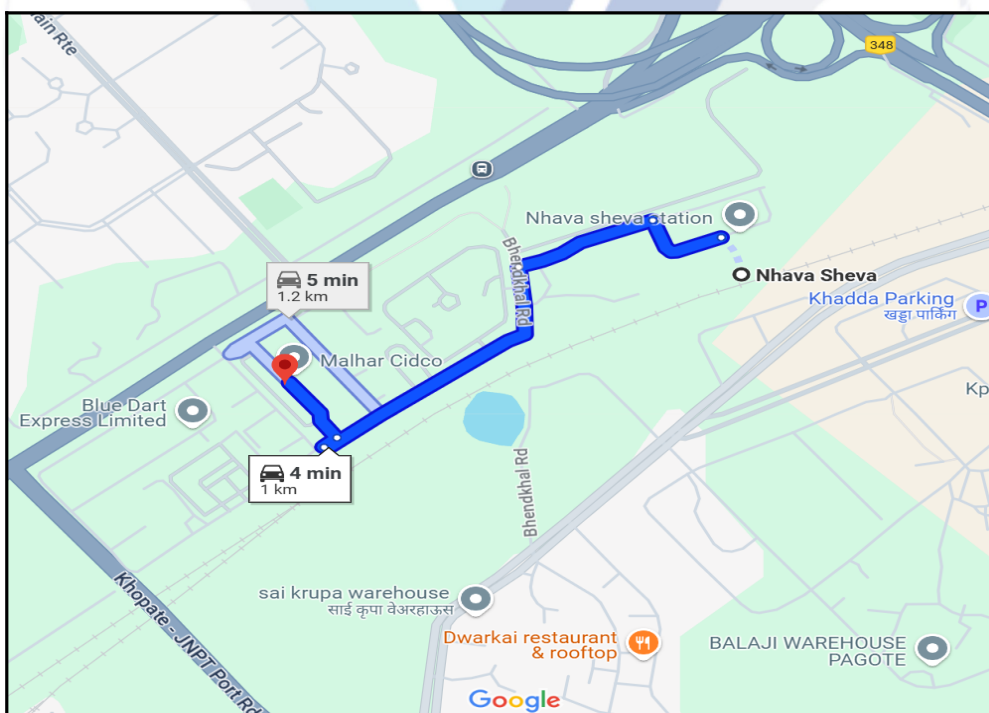 ain Rte
348
Nhava sheva station
Bhendkhal Rd
Nhava Sheva
5 min
1.2 km
Khadda Parking
खड्डा पार्किंग
P
Malhar Cidco
Kp
Blue Dart
Express Limited
4 min
1 km
Bhendkhal Rd
Khopate - JNPT Port Rd
sai krupa warehouse
साई कृपा वेअरहाऊस
Dwarkai restaurant
& rooftop
BALAJI WAREHOUSE
PAGOTE
Google